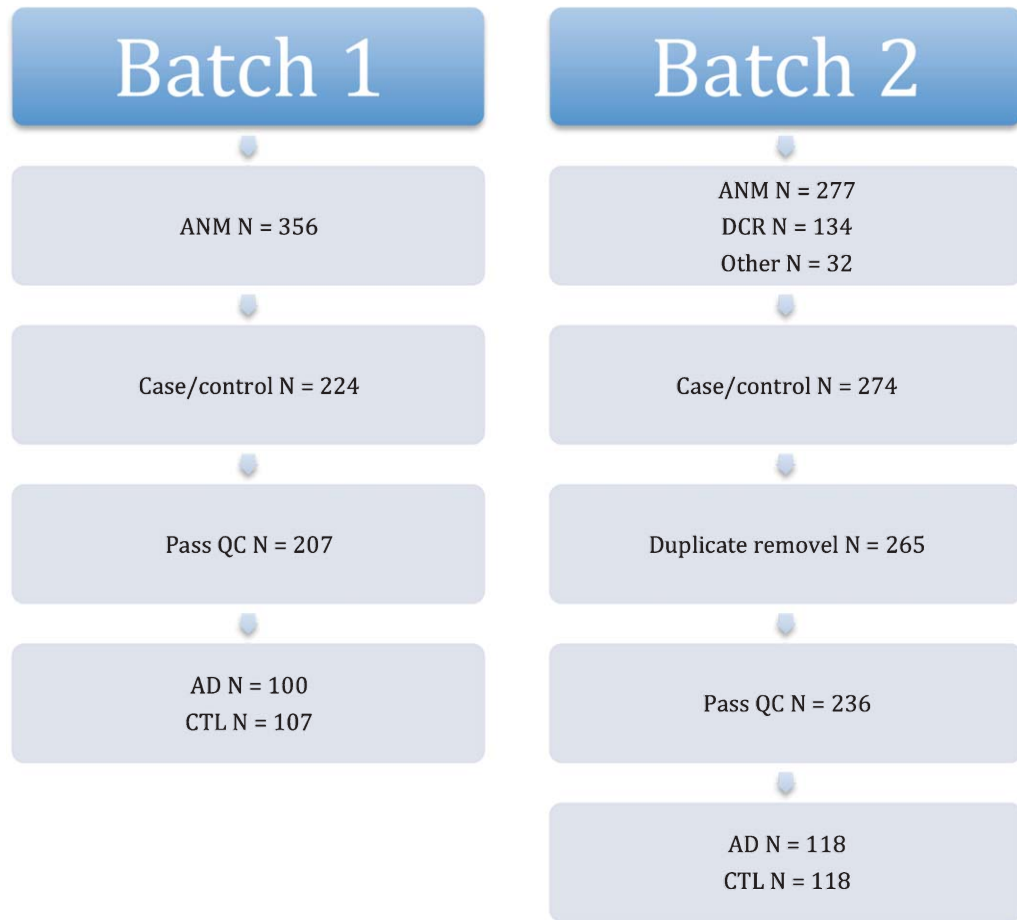 Batch 1
ANM N = 356
Case/control N = 224
Pass QC N = 207
AD N = 100
CTL N = 107
Batch 2
ANM N = 277
DCR N = 134
Other N = 32
Case/control N = 274
Duplicate removel N = 265
Pass QC N = 236
AD N = 118
CTL N = 118